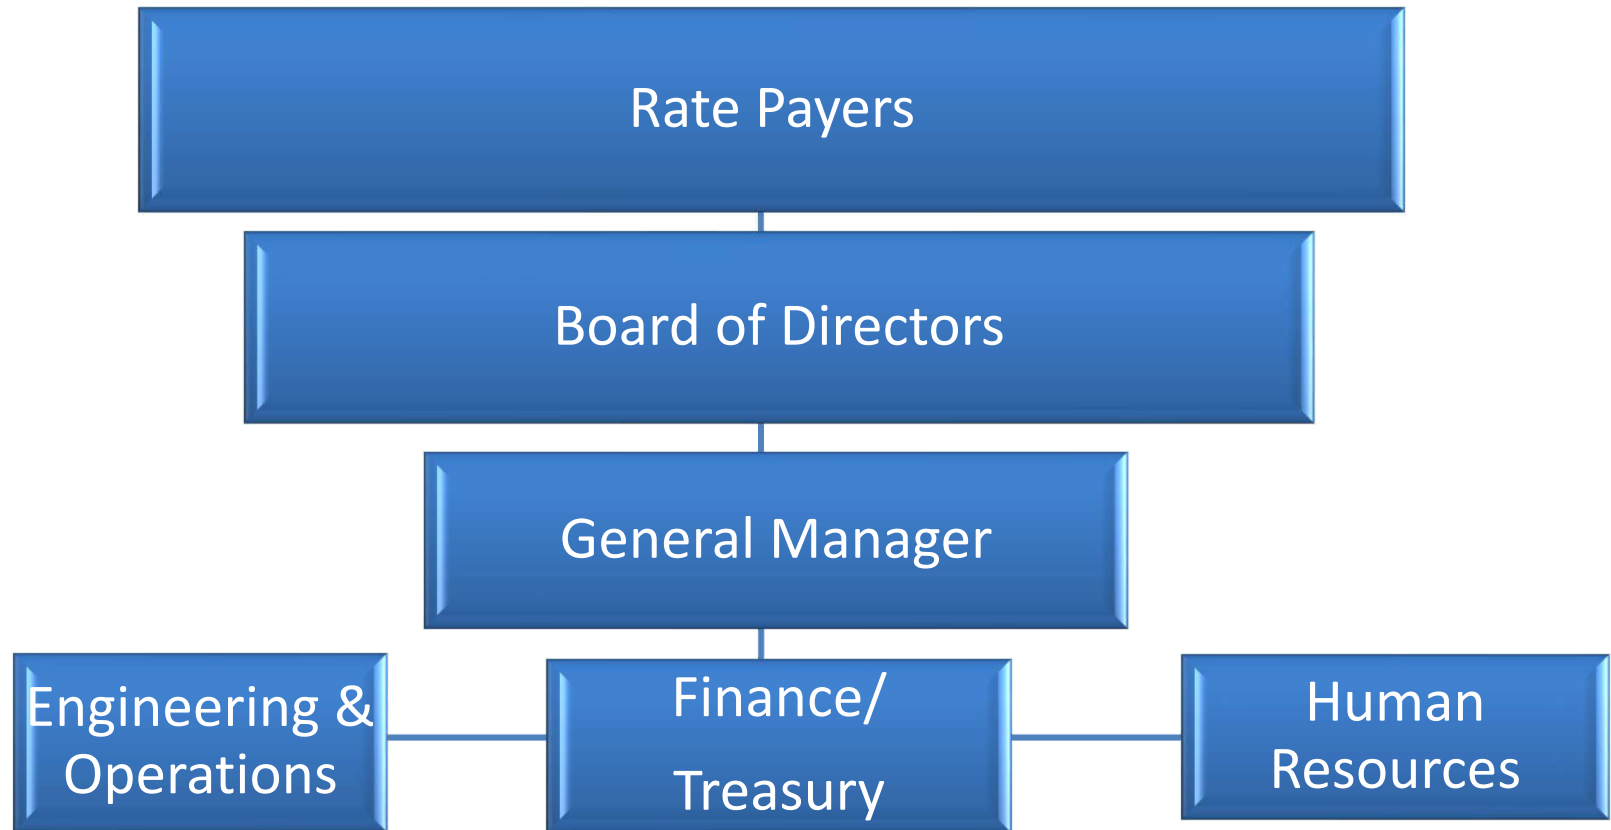 Rate Payers
Board of Directors
General Manager
Engineering &
Operations
Finance/
Treasury
Human
Resources